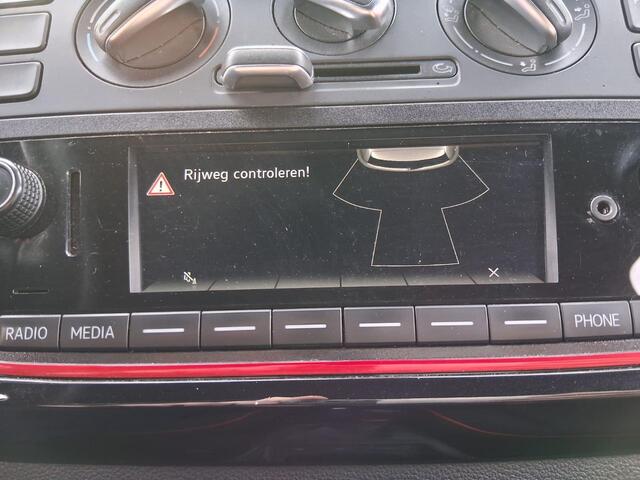 Rijweg controleren!
RADIO MEDIA PHONE